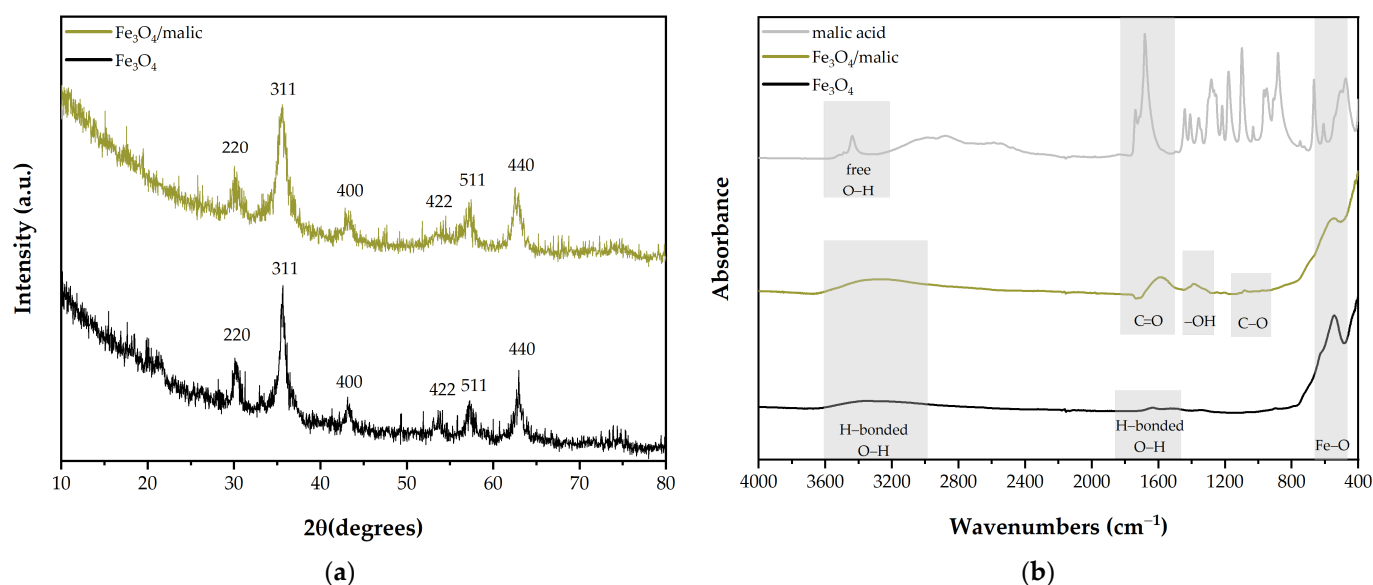 Fe₃O₄/malic
Fe₃O₄
311
220
400
422
511
440
311
220
400
422
511
440
Intensity (a.u.)
10 20 30 40 50 60 70 80
2θ(degrees)
(a)
malic acid
Fe₃O₄/malic
Fe₃O₄
free
O–H
C=O
–OH
C–O
H–bonded
O–H
H–bonded
O–H
Fe–O
Absorbance
4000 3600 3200 2800 2400 2000 1600 1200 800 400
Wavenumbers (cm⁻¹)
(b)